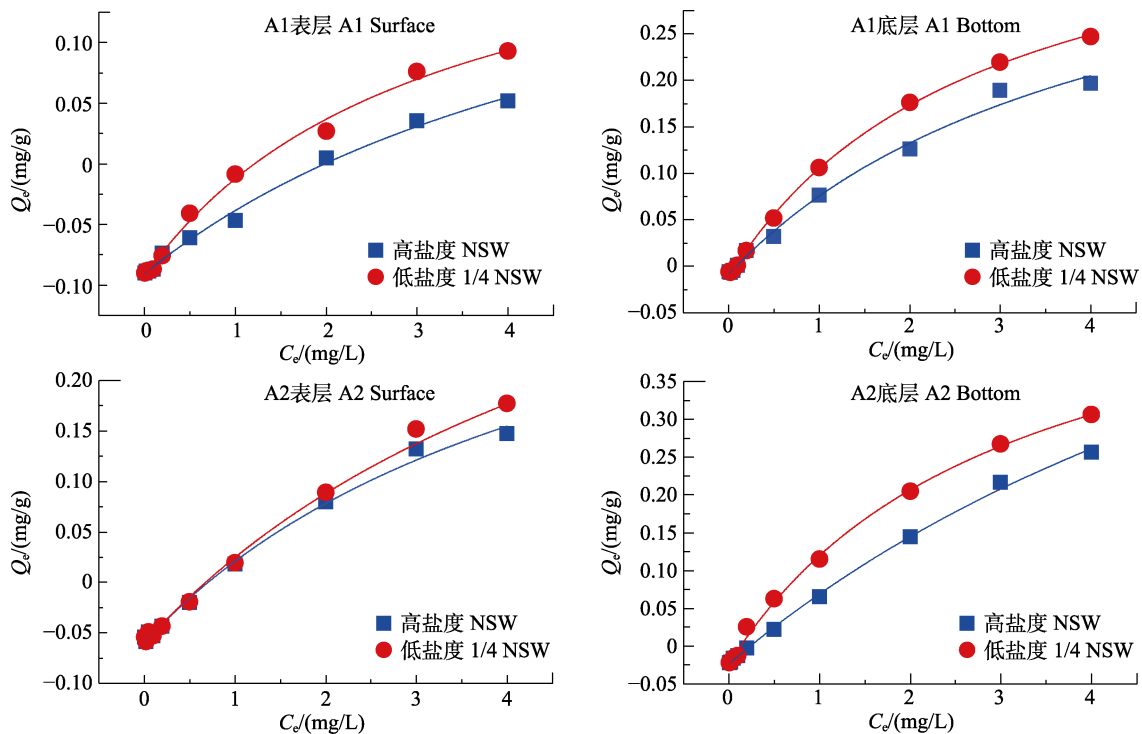 A1表层 A1 Surface
0.10
0.05
0
−0.05
−0.10
Qe/(mg/g)
高盐度 NSW
低盐度 1/4 NSW
0 1 2 3 4
Ce/(mg/L)
A1底层 A1 Bottom
0.25
0.20
0.15
0.10
0.05
0
−0.05
Qe/(mg/g)
高盐度 NSW
低盐度 1/4 NSW
0 1 2 3 4
Ce/(mg/L)
A2表层 A2 Surface
0.20
0.15
0.10
0.05
0
−0.05
−0.10
Qe/(mg/g)
高盐度 NSW
低盐度 1/4 NSW
0 1 2 3 4
Ce/(mg/L)
A2底层 A2 Bottom
0.35
0.30
0.25
0.20
0.15
0.10
0.05
0
−0.05
Qe/(mg/g)
高盐度 NSW
低盐度 1/4 NSW
0 1 2 3 4
Ce/(mg/L)